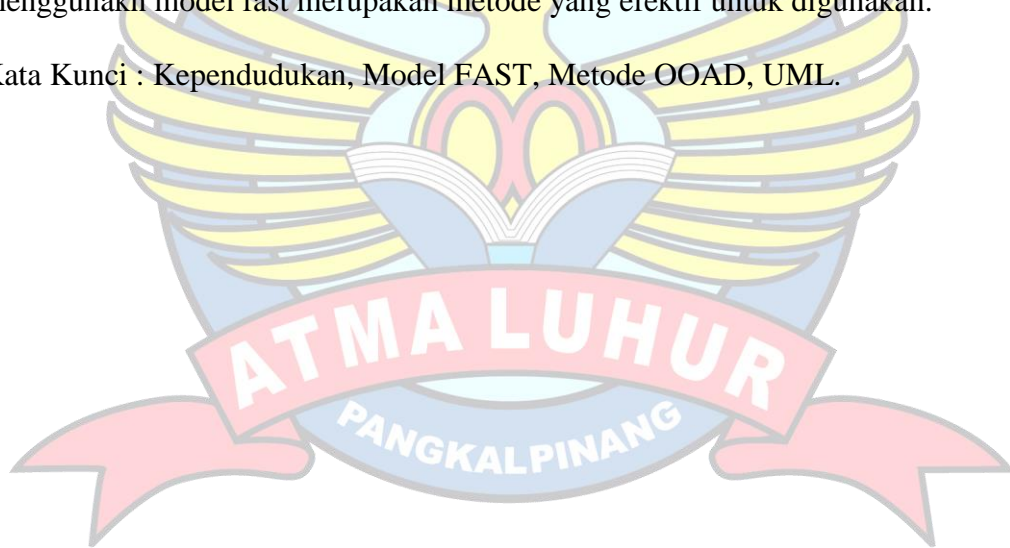 menggunakn model fast merupakan metode yang efektif untuk digunakan.
Kata Kunci : Kependudukan, Model FAST, Metode OOAD, UML.
ATMA LUHUR
PANGKALPINANG